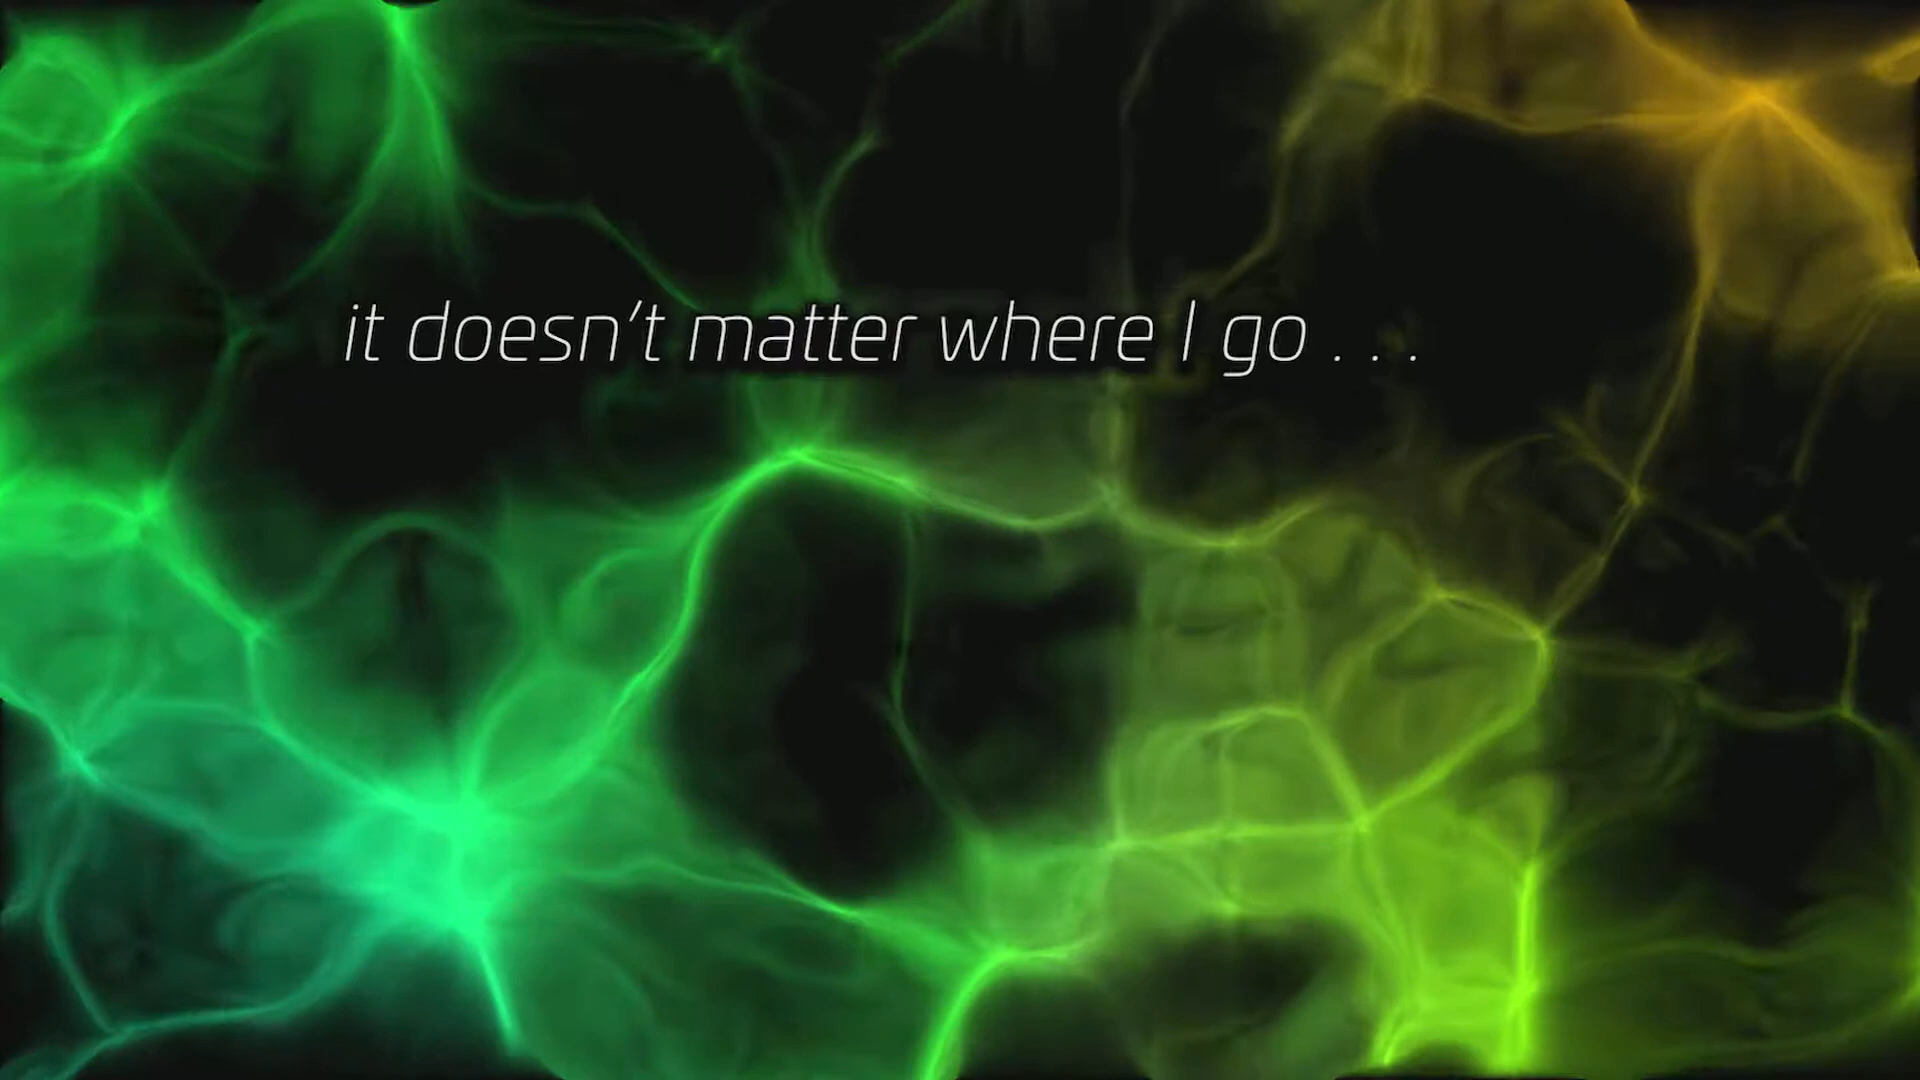 it doesn't matter where I go . . .